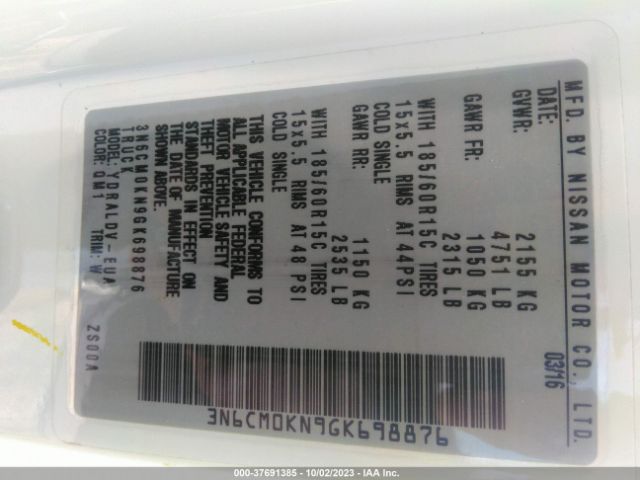 MFD. BY NISSAN MOTOR CO., LTD.
DATE: 03/16
GVWR: 2155 KG
4751 LB
GAWR FR: 1050 KG
2315 LB
WITH 185/60R15C TIRES
15x5.5 RIMS AT 44PSI
COLD SINGLE
GAWR RR: 1150 KG
2535 LB
WITH 185/60R15C TIRES
15x5.5 RIMS AT 48 PSI
COLD SINGLE
THIS VEHICLE CONFORMS TO
ALL APPLICABLE FEDERAL
MOTOR VEHICLE SAFETY AND
THEFT PREVENTION
STANDARDS IN EFFECT ON
THE DATE OF MANUFACTURE
SHOWN ABOVE.
3N6CM0KN9GK698876
TRUCK
MODEL: YDRALDV-EUA
COLOR: QM1 TRIM: W ZS00A
3N6CM0KN9GK698876
000-37691385 - 10/02/2023 - IAA Inc.